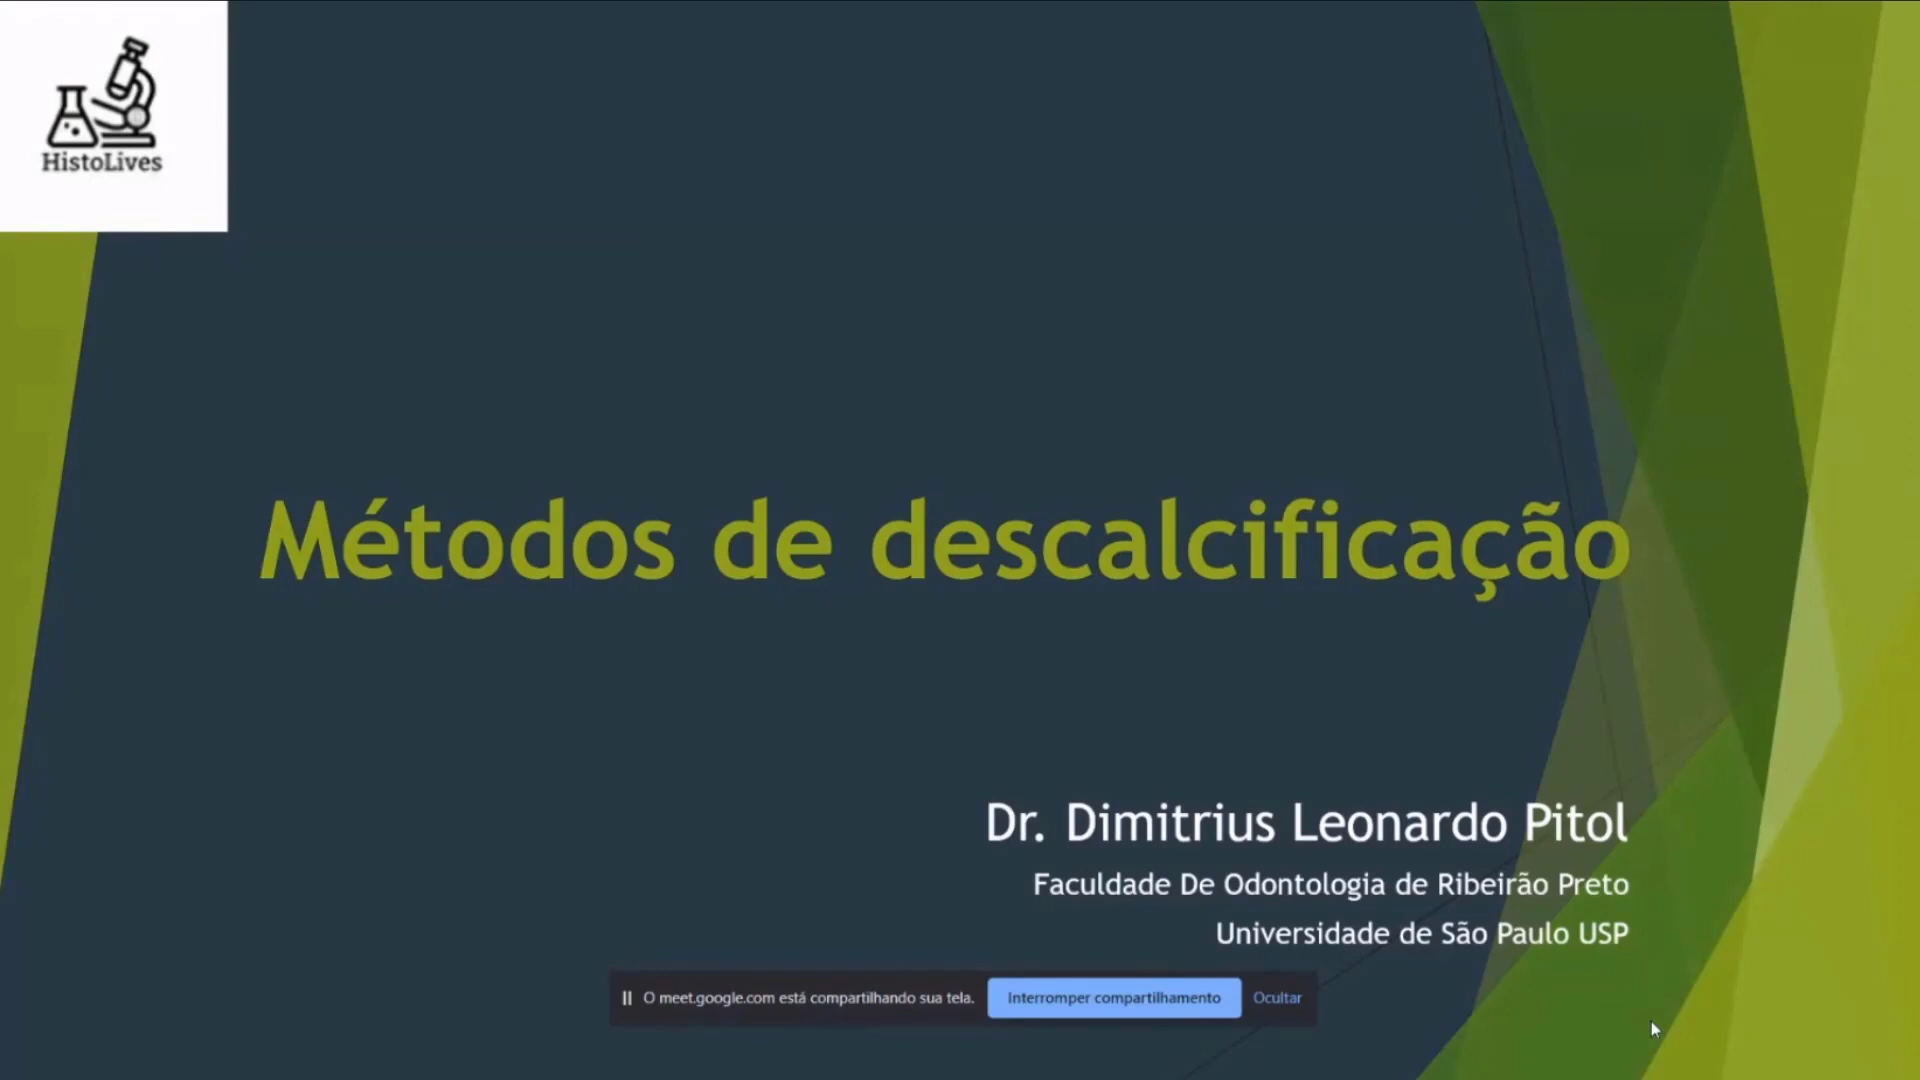 HistoLives
Métodos de descalcificação
Dr. Dimitrius Leonardo Pitol
Faculdade De Odontologia de Ribeirão Preto
Universidade de São Paulo USP
O meet.google.com está compartilhando sua tela. Interromper compartilhamento Ocultar